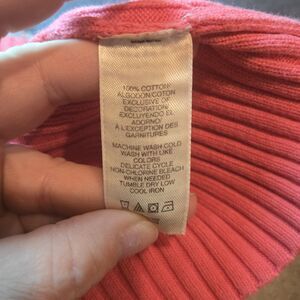 100% COTTON/
ALGODON/COTON
EXCLUSIVE OF
DECORATION/
EXCLUYENDO EL
ADORNO/
A L'EXCEPTION DES
GARNITURES
MACHINE WASH COLD
WASH WITH LIKE
COLORS
DELICATE CYCLE
NON-CHLORINE BLEACH
WHEN NEEDED
TUMBLE DRY LOW
COOL IRON